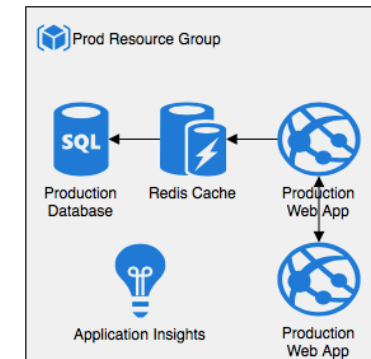 Prod Resource Group
SQL
Production
Database
Redis Cache
Production
Web App
Application Insights
Production
Web App